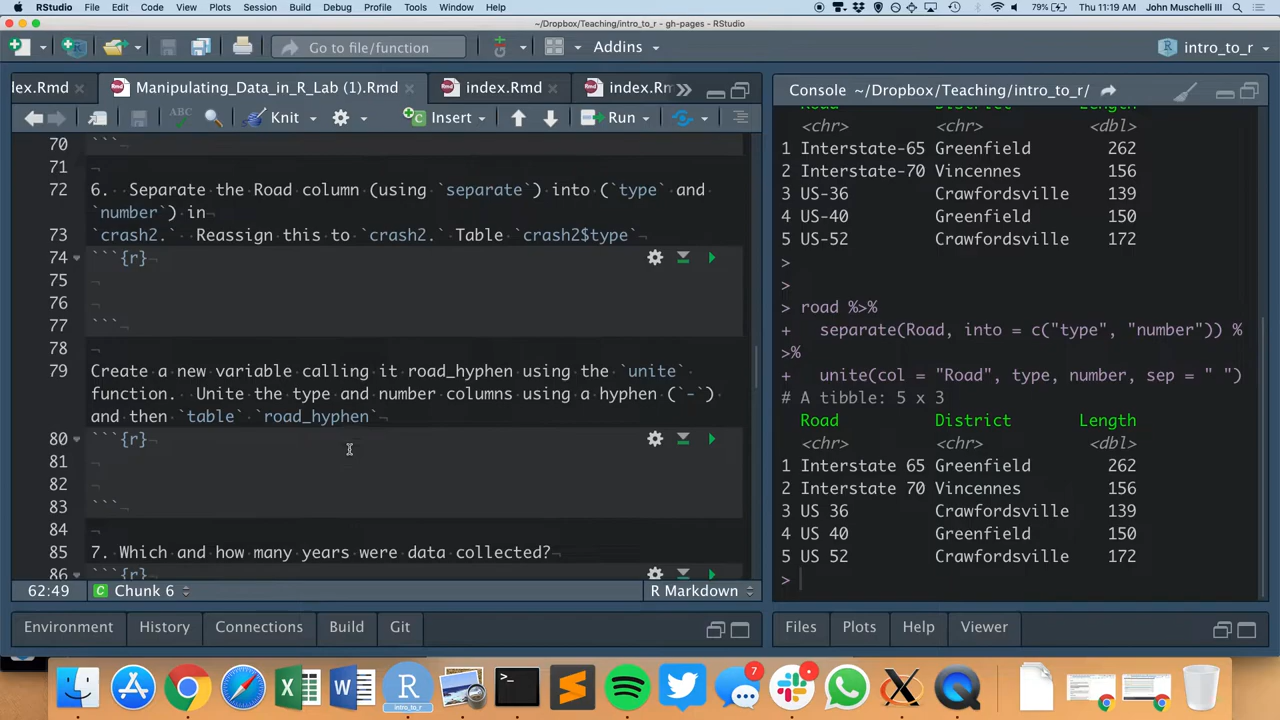 RStudio File Edit Code View Plots Session Build Debug Profile Tools Window Help 79% Thu 11:19 AM John Muschelli III
~/Dropbox/Teaching/intro_to_r - gh-pages - RStudio
Go to file/function Addins intro_to_r
dex.Rmd Manipulating_Data_in_R_Lab (1).Rmd index.Rmd index.Rn
ABC Knit Insert Run
70 ```
71
72 6. Separate the Road column (using `separate`) into (`type` and
`number`) in
73 `crash2.` Reassign this to `crash2.` Table `crash2$type`
74 ```{r}
75
76
77 ```
78
79 Create a new variable calling it road_hyphen using the `unite`
function. Unite the type and number columns using a hyphen (`-`)
and then `table` `road_hyphen`
80 ```{r}
81
82
83 ```
84
85 7. Which and how many years were data collected?
86 ```{r}
62:49 Chunk 6 R Markdown
Environment History Connections Build Git
Console ~/Dropbox/Teaching/intro_to_r/
Road District Length
<chr> <chr> <dbl>
1 Interstate-65 Greenfield 262
2 Interstate-70 Vincennes 156
3 US-36 Crawfordsville 139
4 US-40 Greenfield 150
5 US-52 Crawfordsville 172
>
>
> road %>%
+ separate(Road, into = c("type", "number")) %
>%
+ unite(col = "Road", type, number, sep = " ")
# A tibble: 5 x 3
Road District Length
<chr> <chr> <dbl>
1 Interstate 65 Greenfield 262
2 Interstate 70 Vincennes 156
3 US 36 Crawfordsville 139
4 US 40 Greenfield 150
5 US 52 Crawfordsville 172
>
Files Plots Help Viewer
R
intro_to_r
7